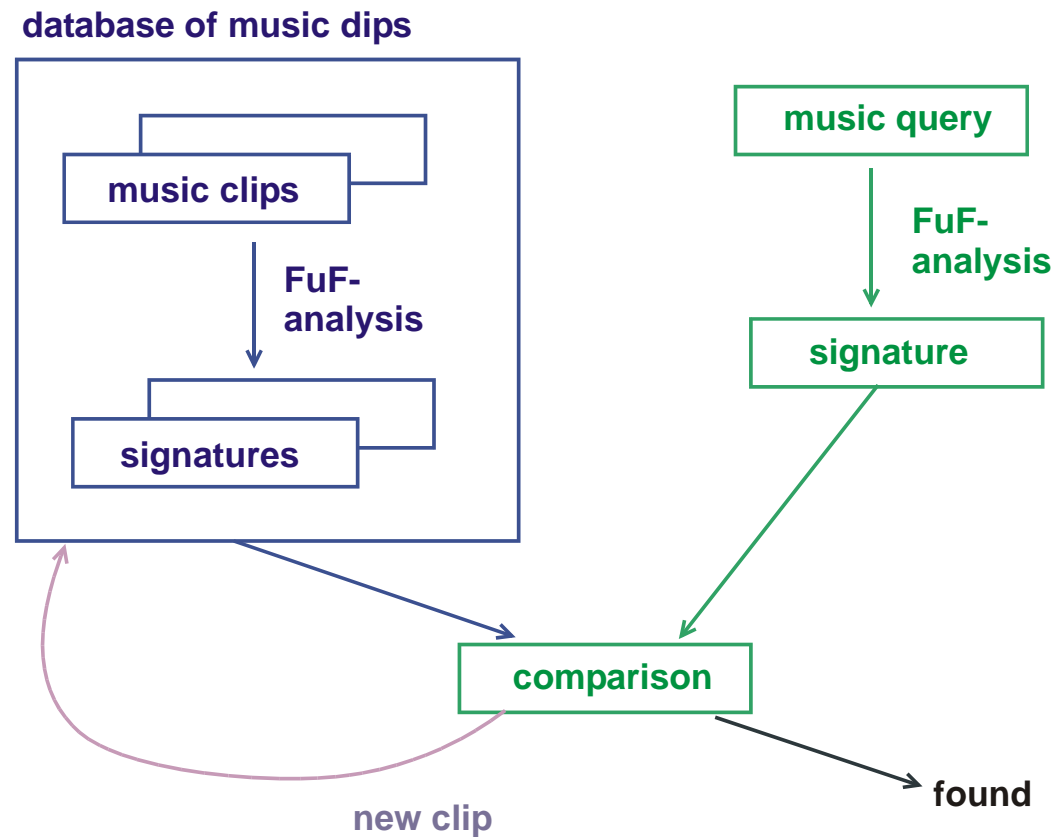 database of music dips
music clips
FuF-
analysis
signatures
music query
FuF-
analysis
signature
comparison
new clip
found